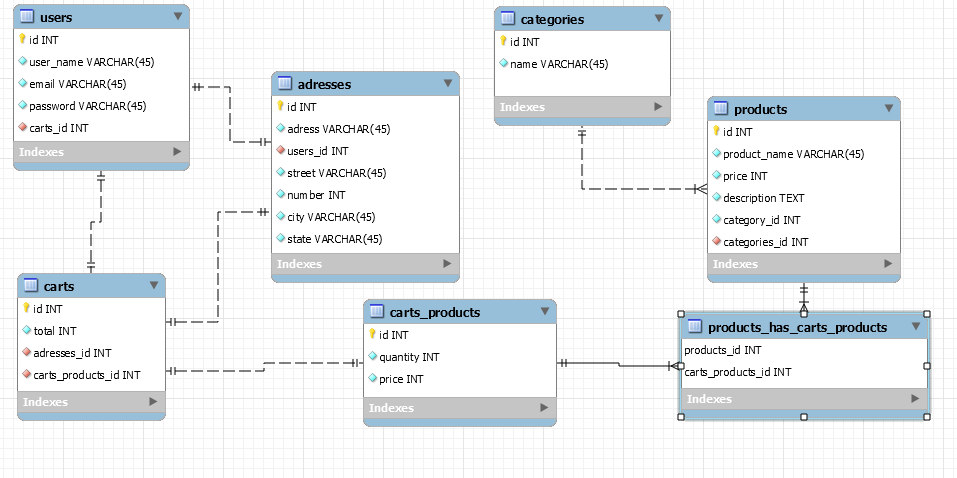 users
id INT
user_name VARCHAR(45)
email VARCHAR(45)
password VARCHAR(45)
carts_id INT
Indexes
adresses
id INT
adress VARCHAR(45)
users_id INT
street VARCHAR(45)
number INT
city VARCHAR(45)
state VARCHAR(45)
Indexes
categories
id INT
name VARCHAR(45)
Indexes
products
id INT
product_name VARCHAR(45)
price INT
description TEXT
category_id INT
categories_id INT
Indexes
carts
id INT
total INT
adresses_id INT
carts_products_id INT
Indexes
carts_products
id INT
quantity INT
price INT
Indexes
products_has_carts_products
products_id INT
carts_products_id INT
Indexes